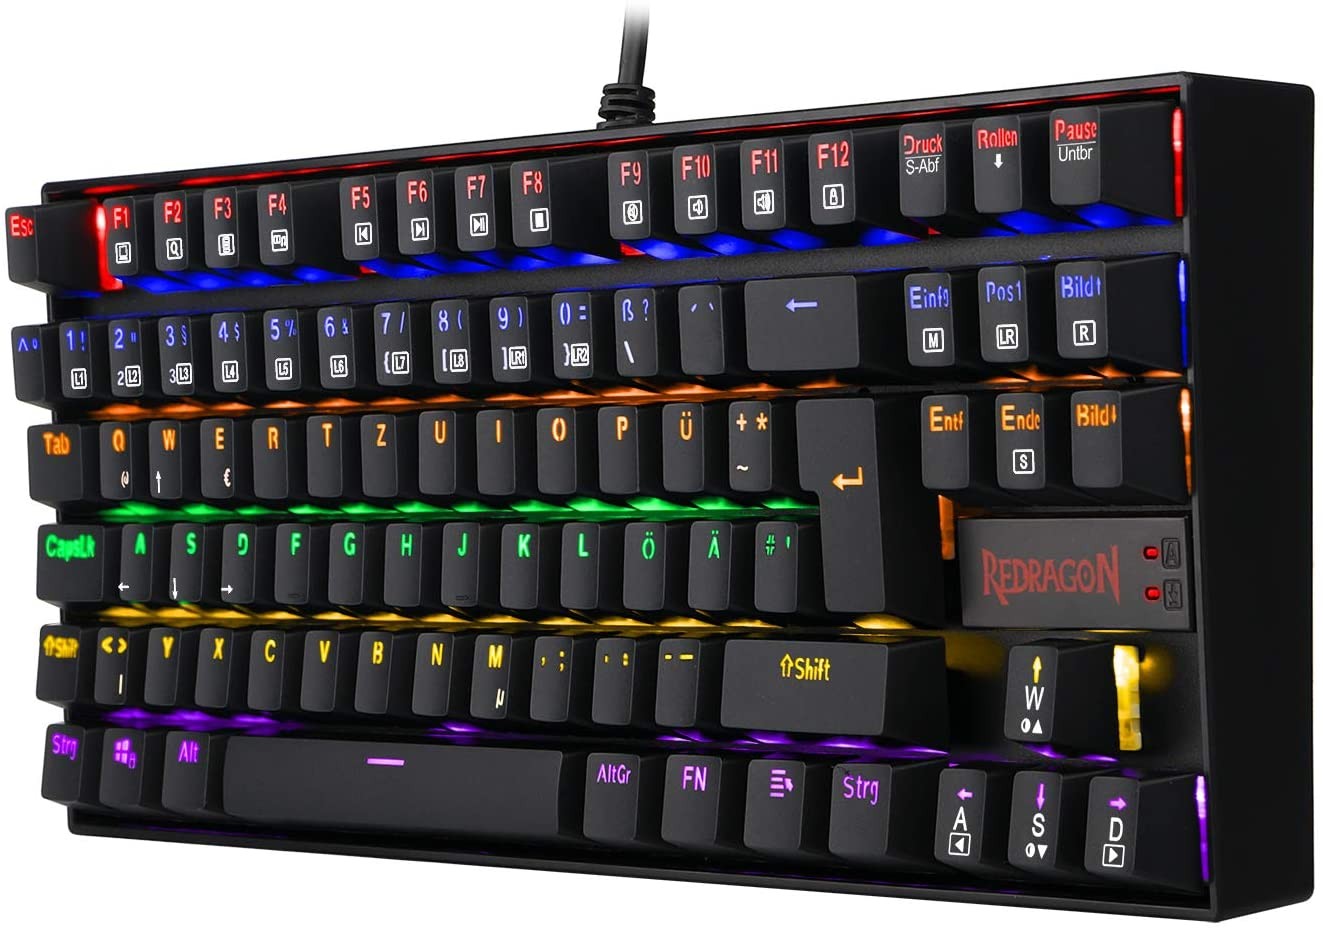 Esc F1 F2 F3 F4 F5 F6 F7 F8 F9 F10 F11 F12 Druck Rollen Pause
S-Abf Untbr
^ ° 1 ! 2 " 3 § 4 $ 5 % 6 & 7 / 8 ( 9 ) 0 = ß ? ← Einfg Pos1 Bild↑
L1 2 L2 3 L3 L4 L5 L6 { L7 [ L8 ] LR1 } LR2 \ M LR R
Tab Q W E R T Z U I O P Ü + * ↵ Entf Ende Bild↓
@ ↑ € ~ S
CapsLk A S D F G H J K L Ö Ä # '
← ↓ →
REDRAGON A
⇧Shift < > Y X C V B N M , ; . : - _ ⇧Shift ↑
| µ W
Strg Alt AltGr FN Strg ← ↓ →
A S D